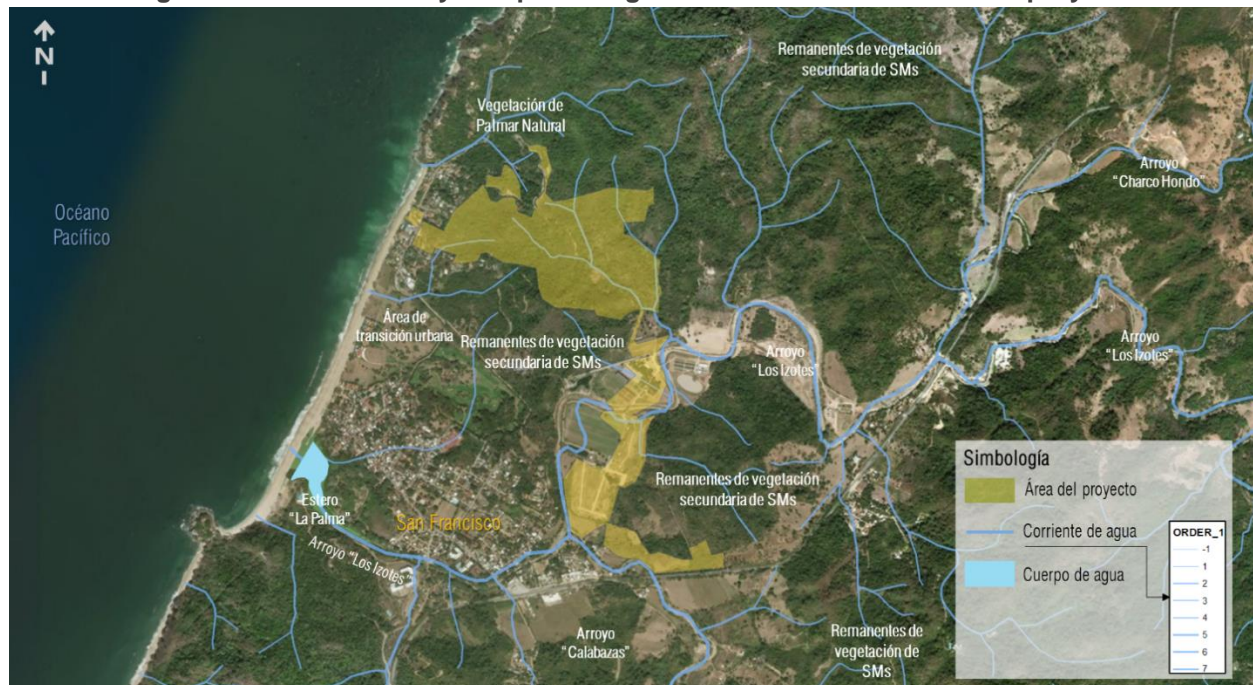 N
Remanentes de vegetación
secundaria de SMs
Vegetación de
Palmar Natural
Arroyo
“Charco Hondo
Océano
Pacífico
Área de
transición urbana
Remanentes de vegetación
secundaria de SMs
Arroyo
“Los Izotes”
Arroyo
“Los Izotes”
Remanentes de vegetación
secundaria de SMs
Estero
“La Palma”
San Francisco
Arroyo “Los Izotes”
Arroyo
“Calabazas”
Remanentes de
vegetación de
SMs
Simbología
Área del proyecto
Corriente de agua
Cuerpo de agua
ORDER_1
-1
1
2
3
4
5
6
7